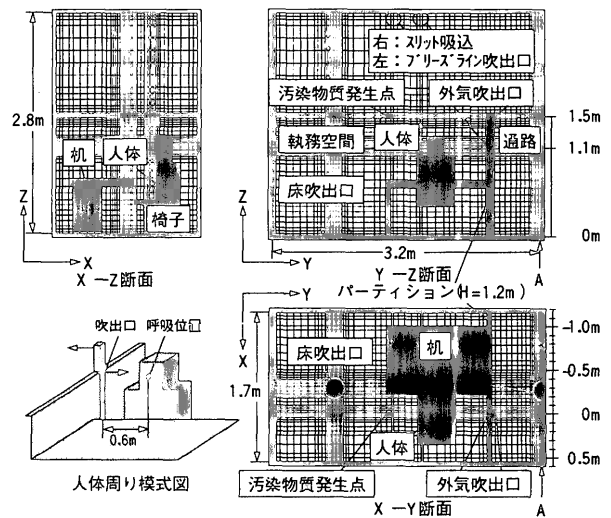 右：スリット吸込
左：ブリーズライン吹出口
汚染物質発生点
外気吹出口
2.8m
机
人体
椅子
Z
X
X－Z断面
執務空間
人体
通路
床吹出口
1.5m
1.1m
0m
Z
Y
3.2m
Y－Z断面
A
パーティション(H=1.2m)
吹出口
呼吸位置
0.6m
人体周り模式図
Y
X
1.7m
床吹出口
机
人体
-1.0m
-0.5m
0m
0.5m
汚染物質発生点
外気吹出口
X－Y断面
A